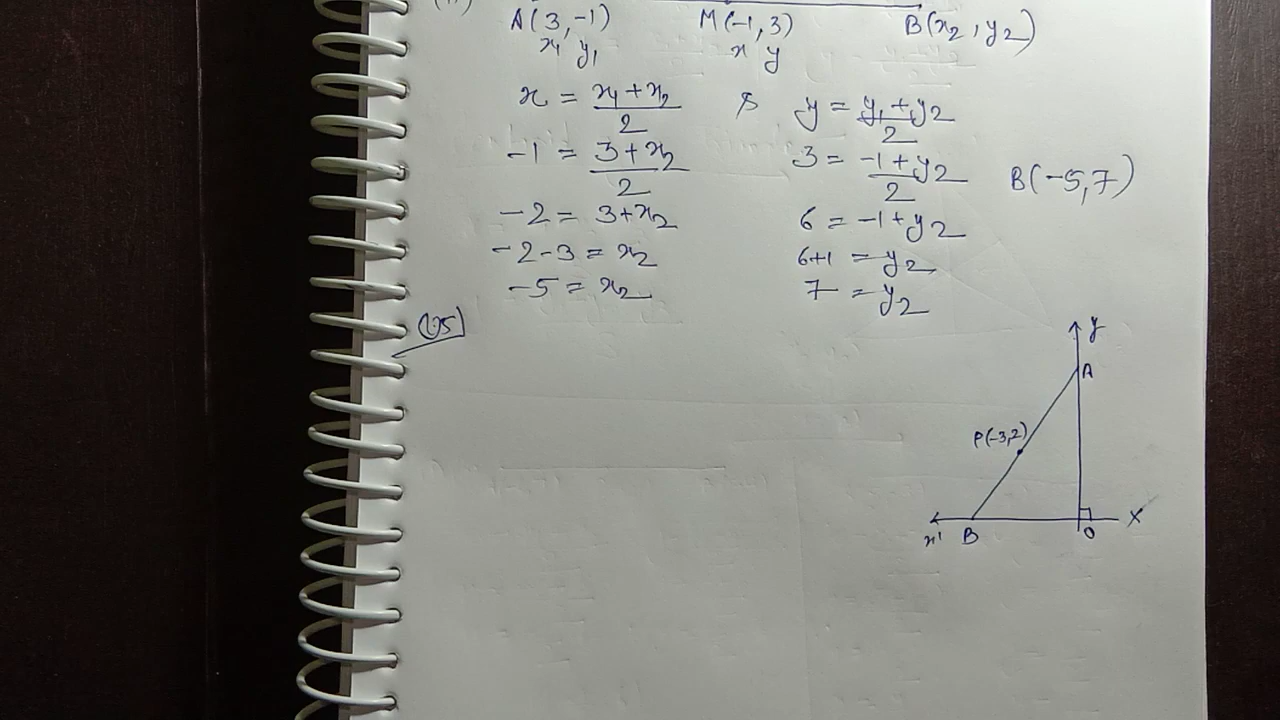 A(3,-1) M(-1,3) B(x2, y2)
x1 y1 x y
x = x1+x2/2 & y = y1+y2/2
-1 = 3+x2/2 3 = -1+y2/2 B(-5,7)
-2 = 3+x2 6 = -1+y2
-2-3 = x2 6+1 = y2
-5 = x2 7 = y2
y
A
P(-3,2)
X
x' B O